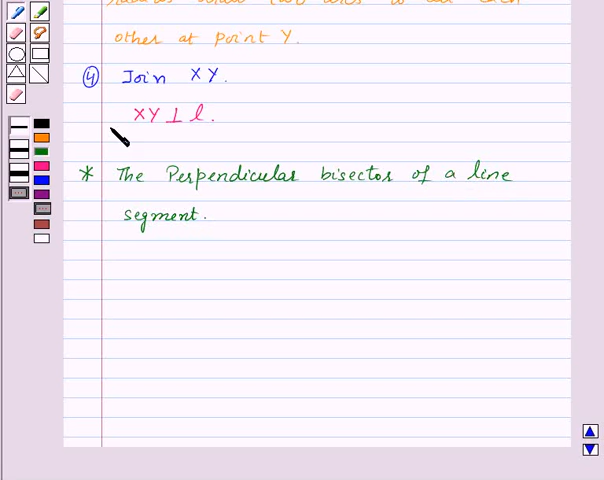 other at point Y.
④ Join XY.
XY ⊥ l.
* The Perpendicular bisector of a line
segment.